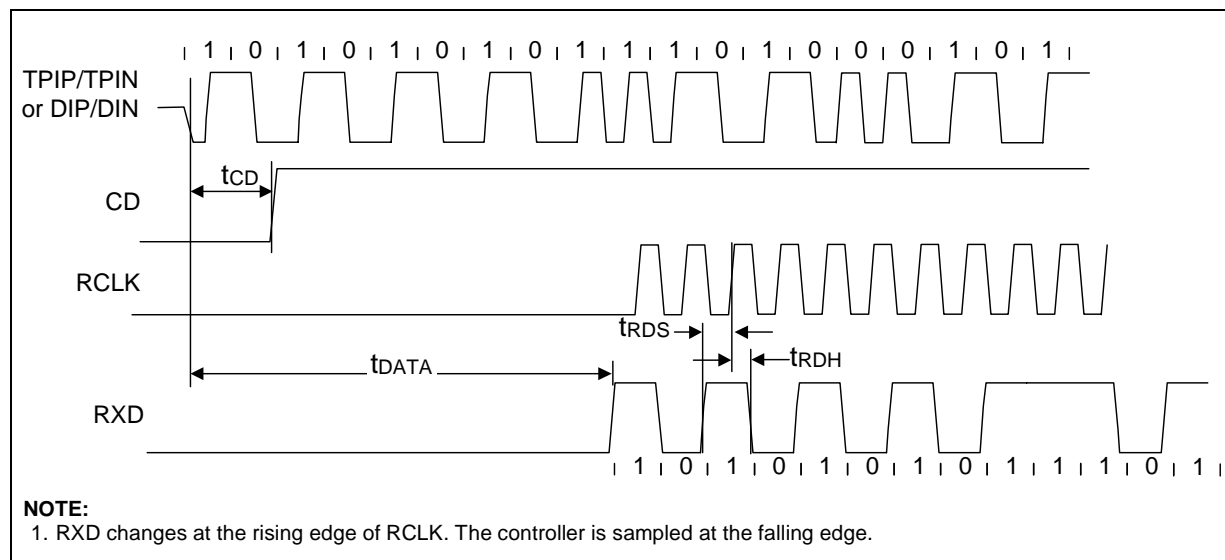 1 0 1 0 1 0 1 0 1 1 1 0 1 0 0 0 1 0 1
TPIP/TPIN
or DIP/DIN
tCD
CD
RCLK
tRDS
tRDH
tDATA
RXD
1 0 1 0 1 0 1 0 1 1 1 0 1
NOTE:
1. RXD changes at the rising edge of RCLK. The controller is sampled at the falling edge.